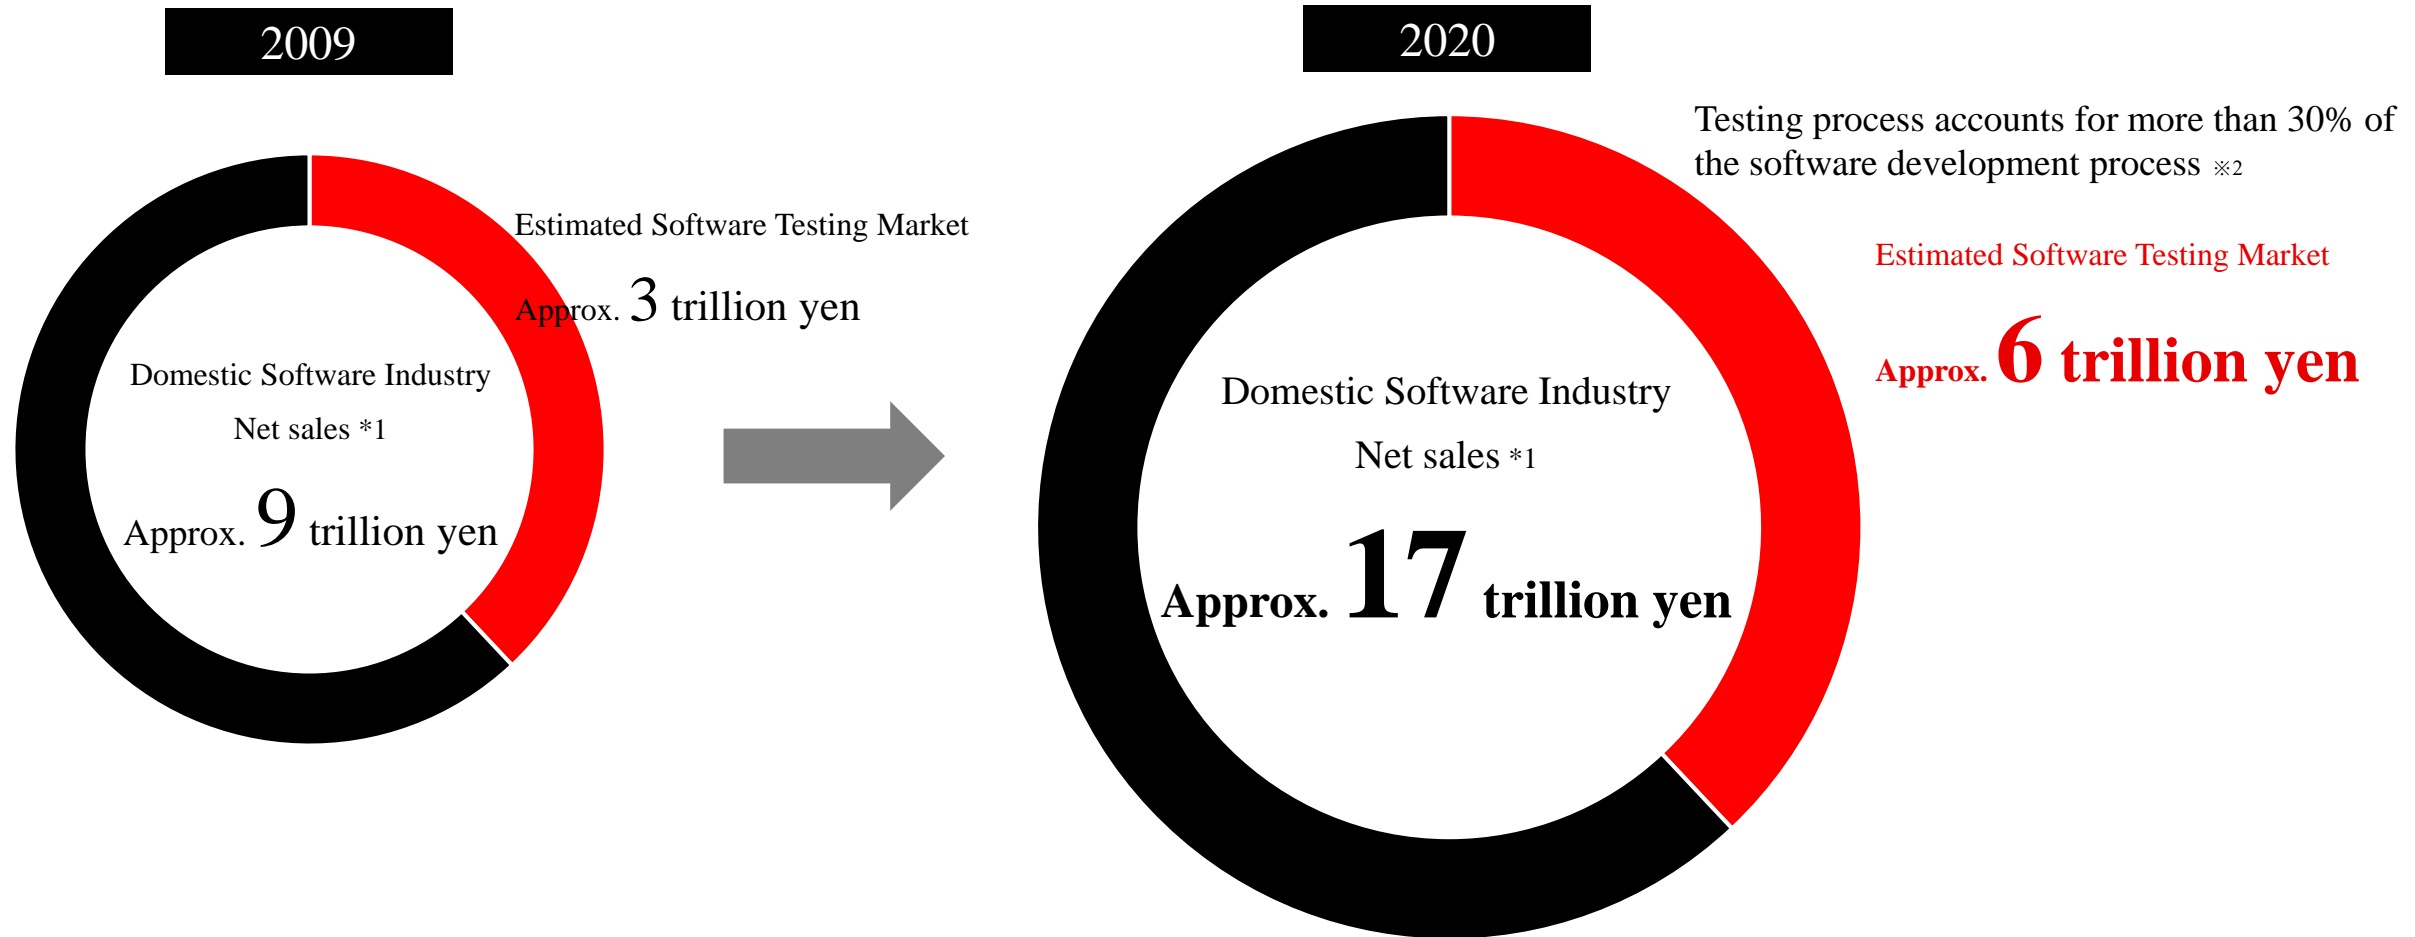 2009
Estimated Software Testing Market
Approx. 3 trillion yen
Domestic Software Industry
Net sales *1
Approx. 9 trillion yen
2020
Testing process accounts for more than 30% of
the software development process ※2
Estimated Software Testing Market
Approx. 6 trillion yen
Domestic Software Industry
Net sales *1
Approx. 17 trillion yen